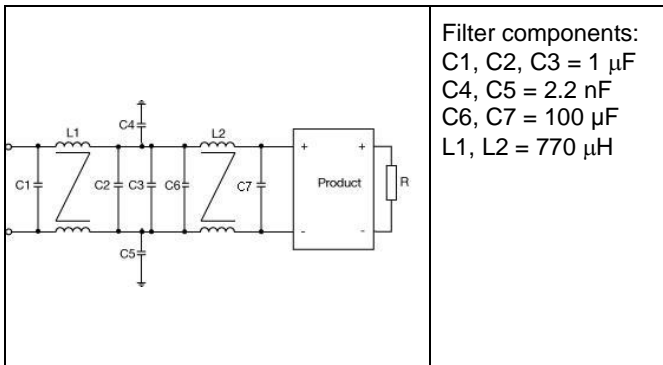 L1
C4
L2
C1
C2
C3
C6
C7
C5
+
+
-
-
Product
R
Filter components:
C1, C2, C3 = 1 μF
C4, C5 = 2.2 nF
C6, C7 = 100 µF
L1, L2 = 770 μH